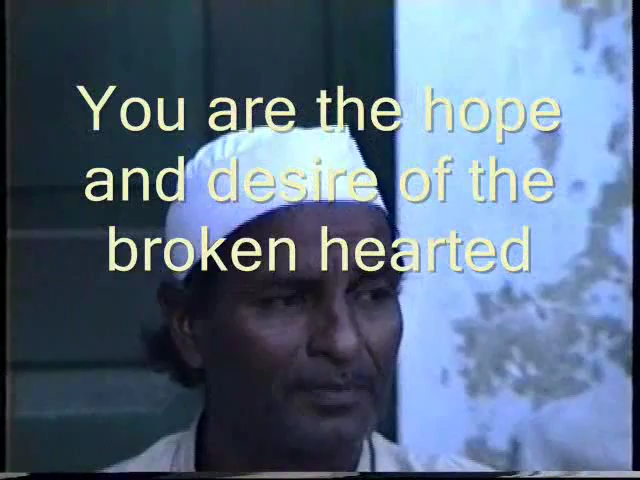 You are the hope
and desire of the
broken hearted